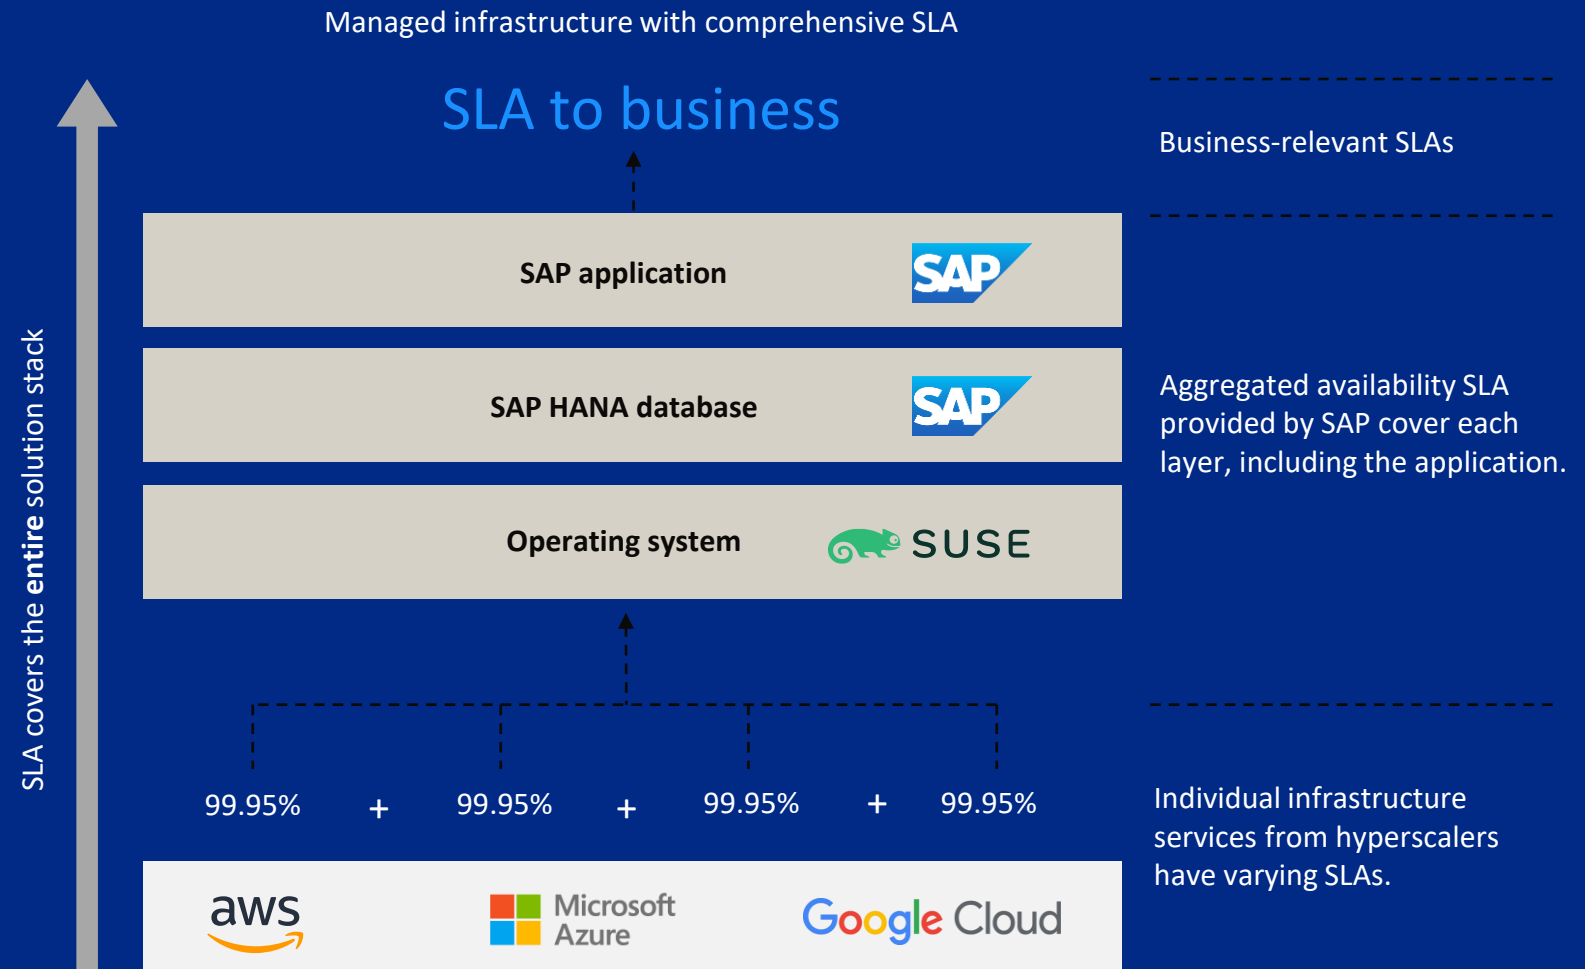 Managed infrastructure with comprehensive SLA
SLA to business
Business-relevant SLAs
SLA covers the entire solution stack
SAP application
SAP
SAP HANA database
SAP
Aggregated availability SLA
provided by SAP cover each
layer, including the application.
Operating system
SUSE
99.95% + 99.95% + 99.95% + 99.95%
Individual infrastructure
services from hyperscalers
have varying SLAs.
aws
Microsoft
Azure
Google Cloud